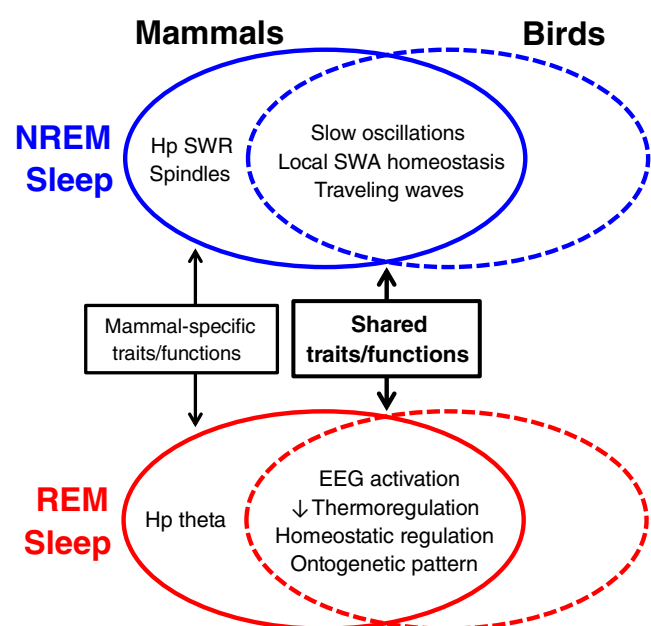 Mammals
Birds
NREM
Sleep
Hp SWR
Spindles
Slow oscillations
Local SWA homeostasis
Traveling waves
Mammal-specific
traits/functions
Shared
traits/functions
REM
Sleep
Hp theta
EEG activation
↓Thermoregulation
Homeostatic regulation
Ontogenetic pattern